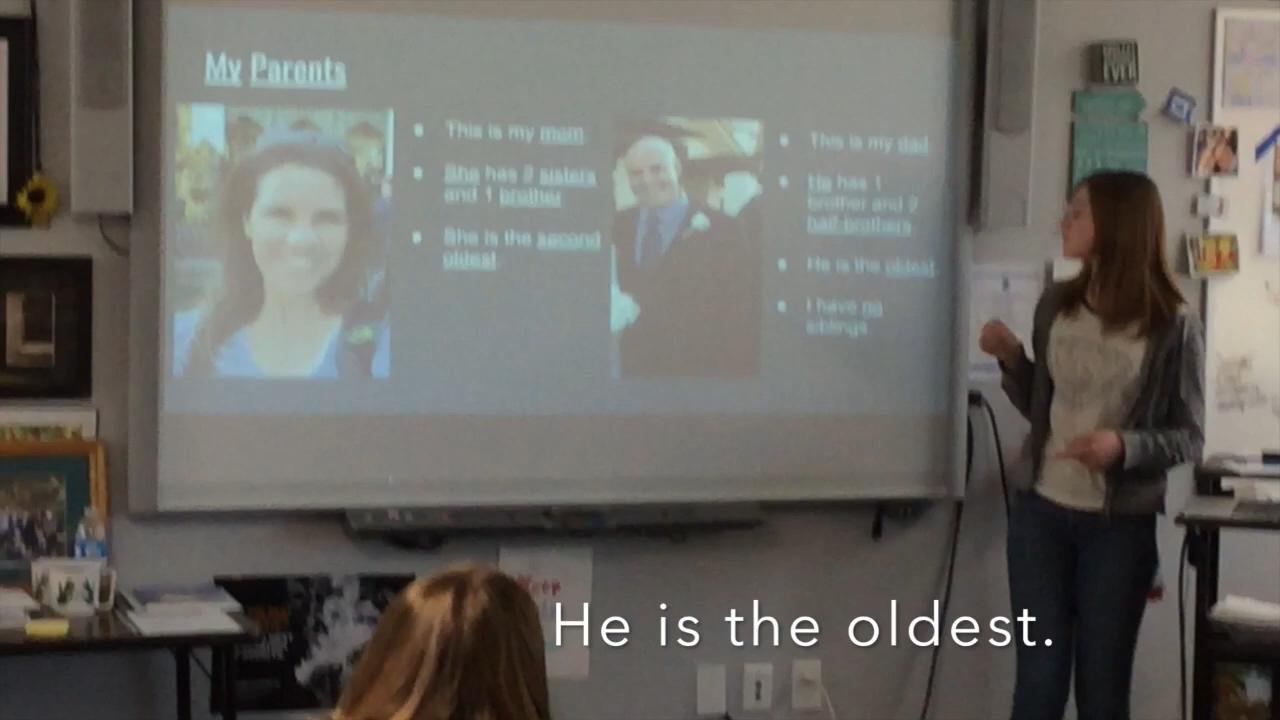 My Parents
This is my mom
She has 2 sisters
and 1 brother
She is the second
oldest
This is my dad
He has 1
brother and 2
half-brothers
He is the oldest
I have no
siblings
EVER
He is the oldest.